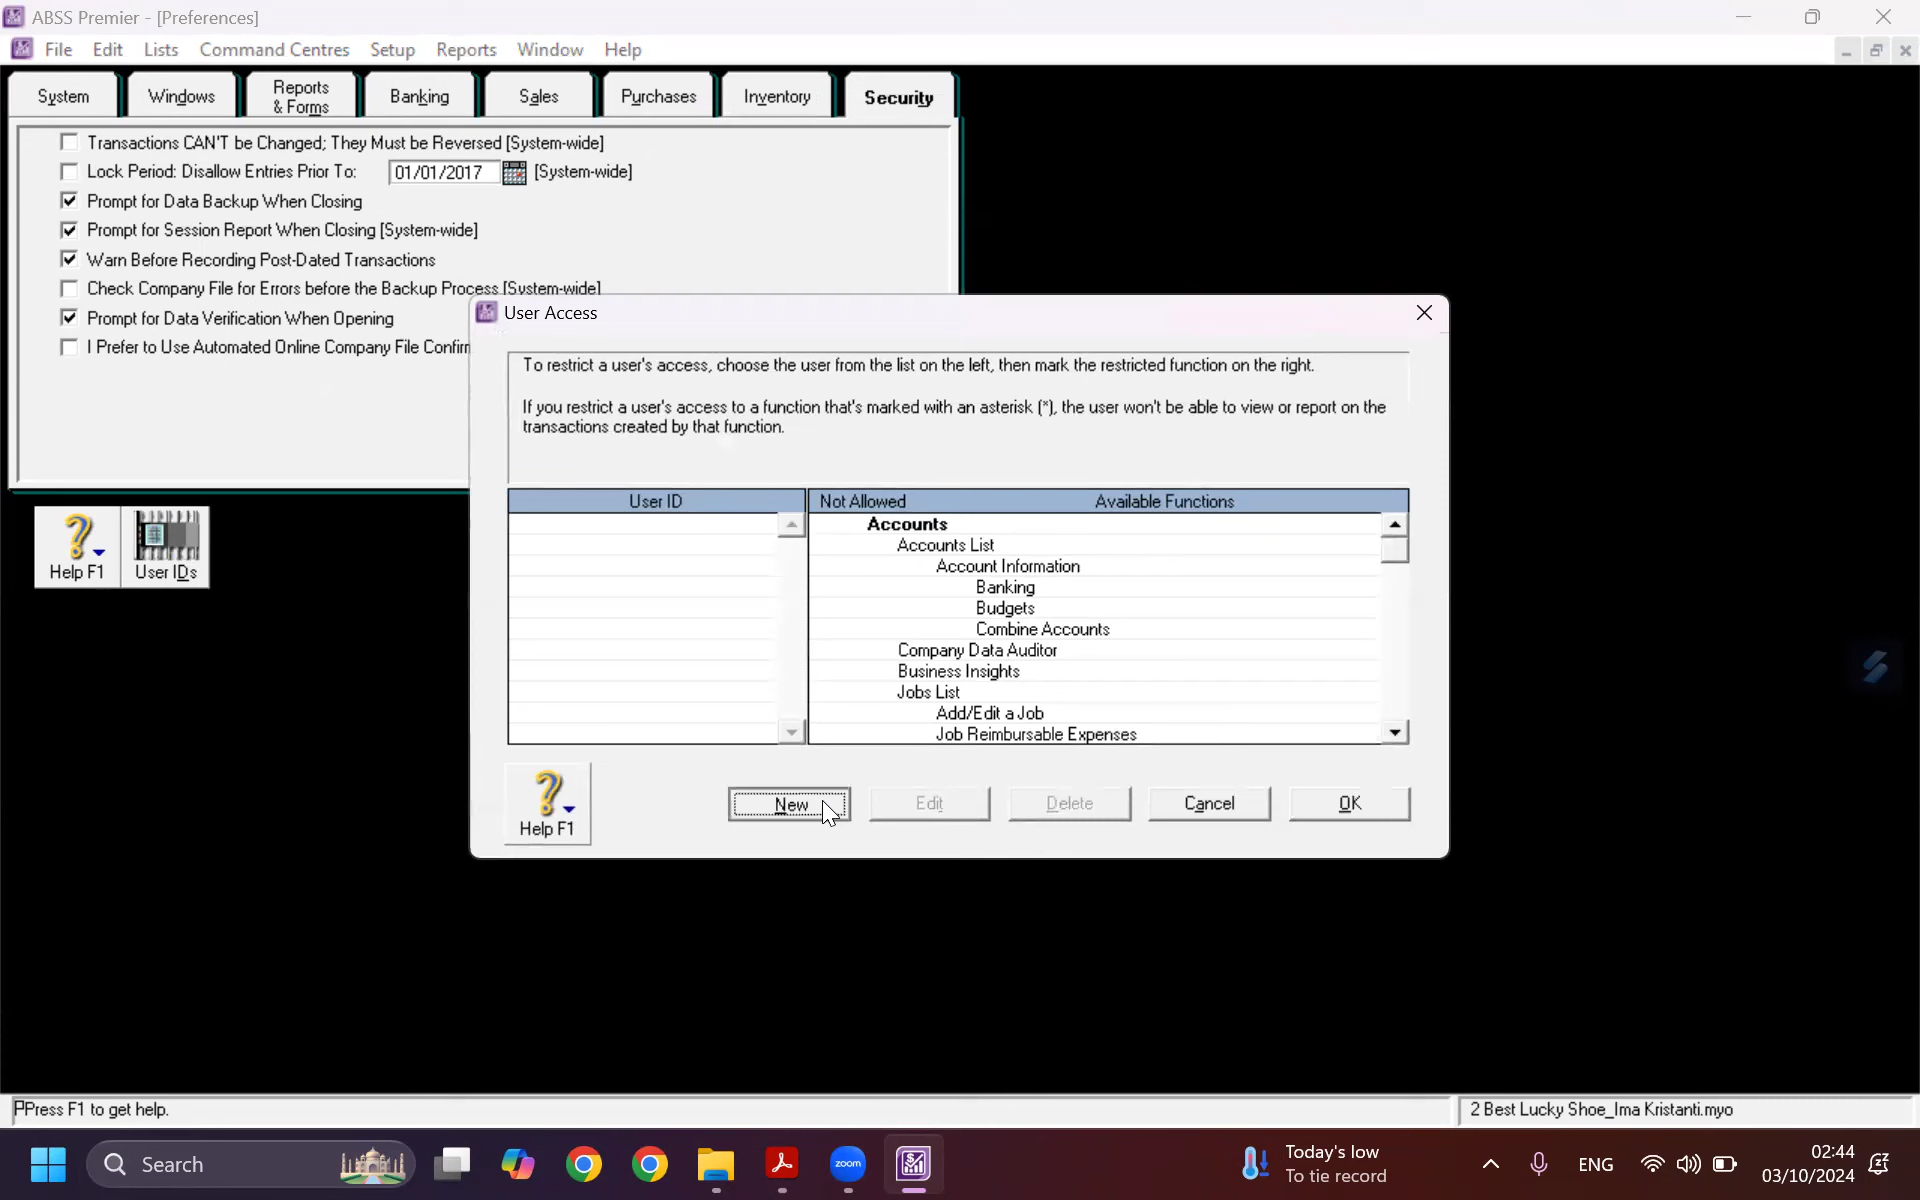 ABSS Premier - [Preferences]
File Edit Lists Command Centres Setup Reports Window Help
System Windows Reports & Forms Banking Sales Purchases Inventory Security
Transactions CAN'T be Changed; They Must be Reversed [System-wide]
Lock Period: Disallow Entries Prior To: 01/01/2017 [System-wide]
Prompt for Data Backup When Closing
Prompt for Session Report When Closing [System-wide]
Warn Before Recording Post-Dated Transactions
Check Company File for Errors before the Backup Process [System-wide]
Prompt for Data Verification When Opening
I Prefer to Use Automated Online Company File Confirm
Help F1 User IDs
User Access
To restrict a user's access, choose the user from the list on the left, then mark the restricted function on the right.
If you restrict a user's access to a function that's marked with an asterisk (*), the user won't be able to view or report on the
transactions created by that function.
User ID Not Allowed Available Functions
Accounts
Accounts List
Account Information
Banking
Budgets
Combine Accounts
Company Data Auditor
Business Insights
Jobs List
Add/Edit a Job
Job Reimbursable Expenses
Help F1
New Edit Delete Cancel OK
PPress F1 to get help.
2 Best Lucky Shoe_Ima Kristanti.myo
Search
zoom
Today's low
To tie record
ENG
02:44
03/10/2024